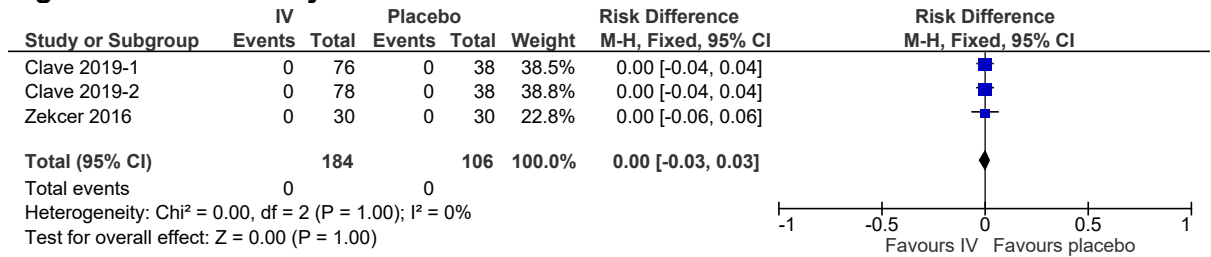 IV Placebo Risk Difference Risk Difference
Study or Subgroup Events Total Events Total Weight M-H, Fixed, 95% CI M-H, Fixed, 95% CI
Clave 2019-1 0 76 0 38 38.5% 0.00 [-0.04, 0.04]
Clave 2019-2 0 78 0 38 38.8% 0.00 [-0.04, 0.04]
Zekcer 2016 0 30 0 30 22.8% 0.00 [-0.06, 0.06]
Total (95% CI) 184 106 100.0% 0.00 [-0.03, 0.03]
Total events 0 0
Heterogeneity: Chi² = 0.00, df = 2 (P = 1.00); I² = 0%
Test for overall effect: Z = 0.00 (P = 1.00)
-1 -0.5 0 0.5 1
Favours IV Favours placebo